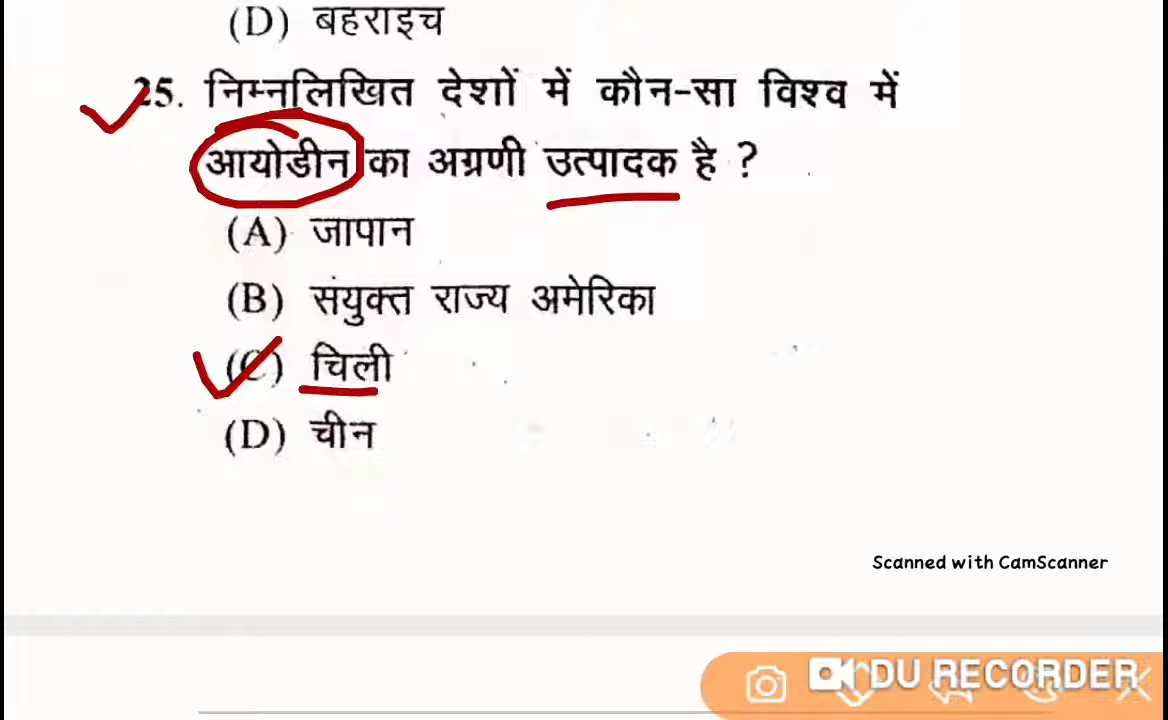 (D) बहराइच
25. निम्नलिखित देशों में कौन-सा विश्व में
आयोडीन का अग्रणी उत्पादक है ?
(A) जापान
(B) संयुक्त राज्य अमेरिका
(C) चिली
(D) चीन
Scanned with CamScanner
DU RECORDER